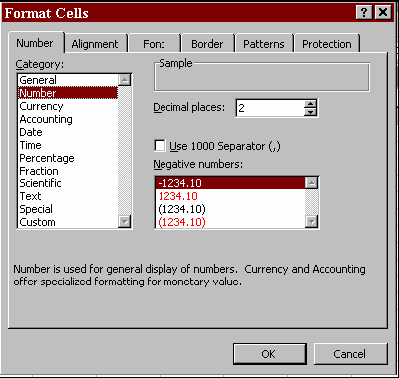 Format Cells
Number Alignment Fon: Border Patterns Protection
Category:
General
Number
Currency
Accounting
Date
Time
Percentage
Fraction
Scientific
Text
Special
Custom
Sample
Decimal places: 2
Use 1000 Separator (,)
Negative numbers:
-1234.10
1234.10
(1234.10)
(1234.10)
Number is used for general display of numbers. Currency and Accounting
offer specialized formatting for monetary value.
OK Cancel